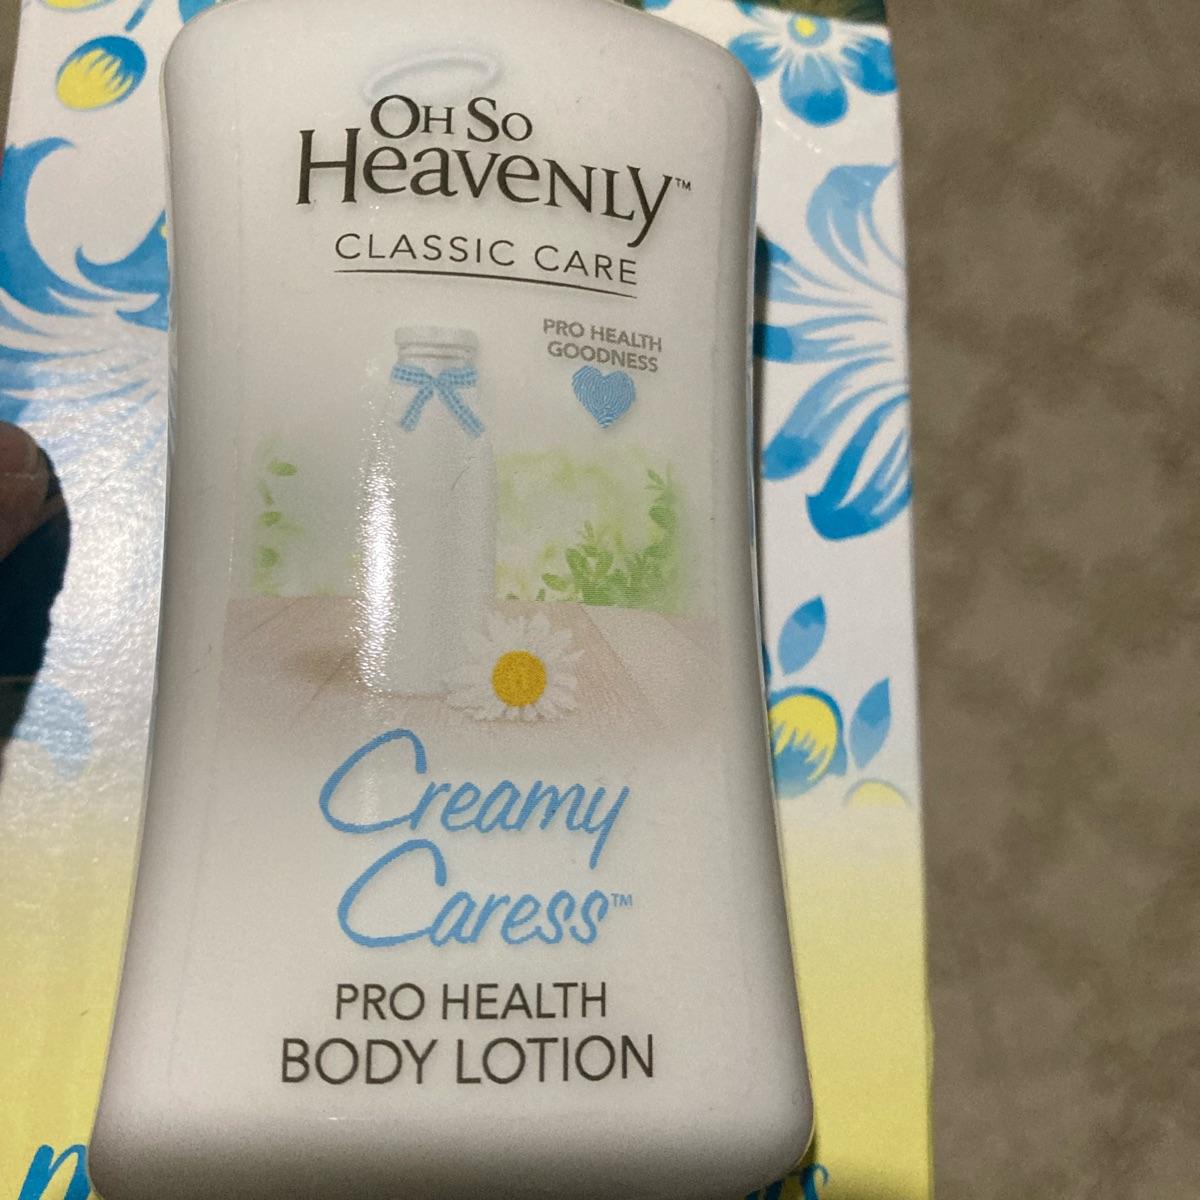 Oh So
Heavenly™
CLASSIC CARE
PRO HEALTH
GOODNESS
Creamy
Caress™
PRO HEALTH
BODY LOTION